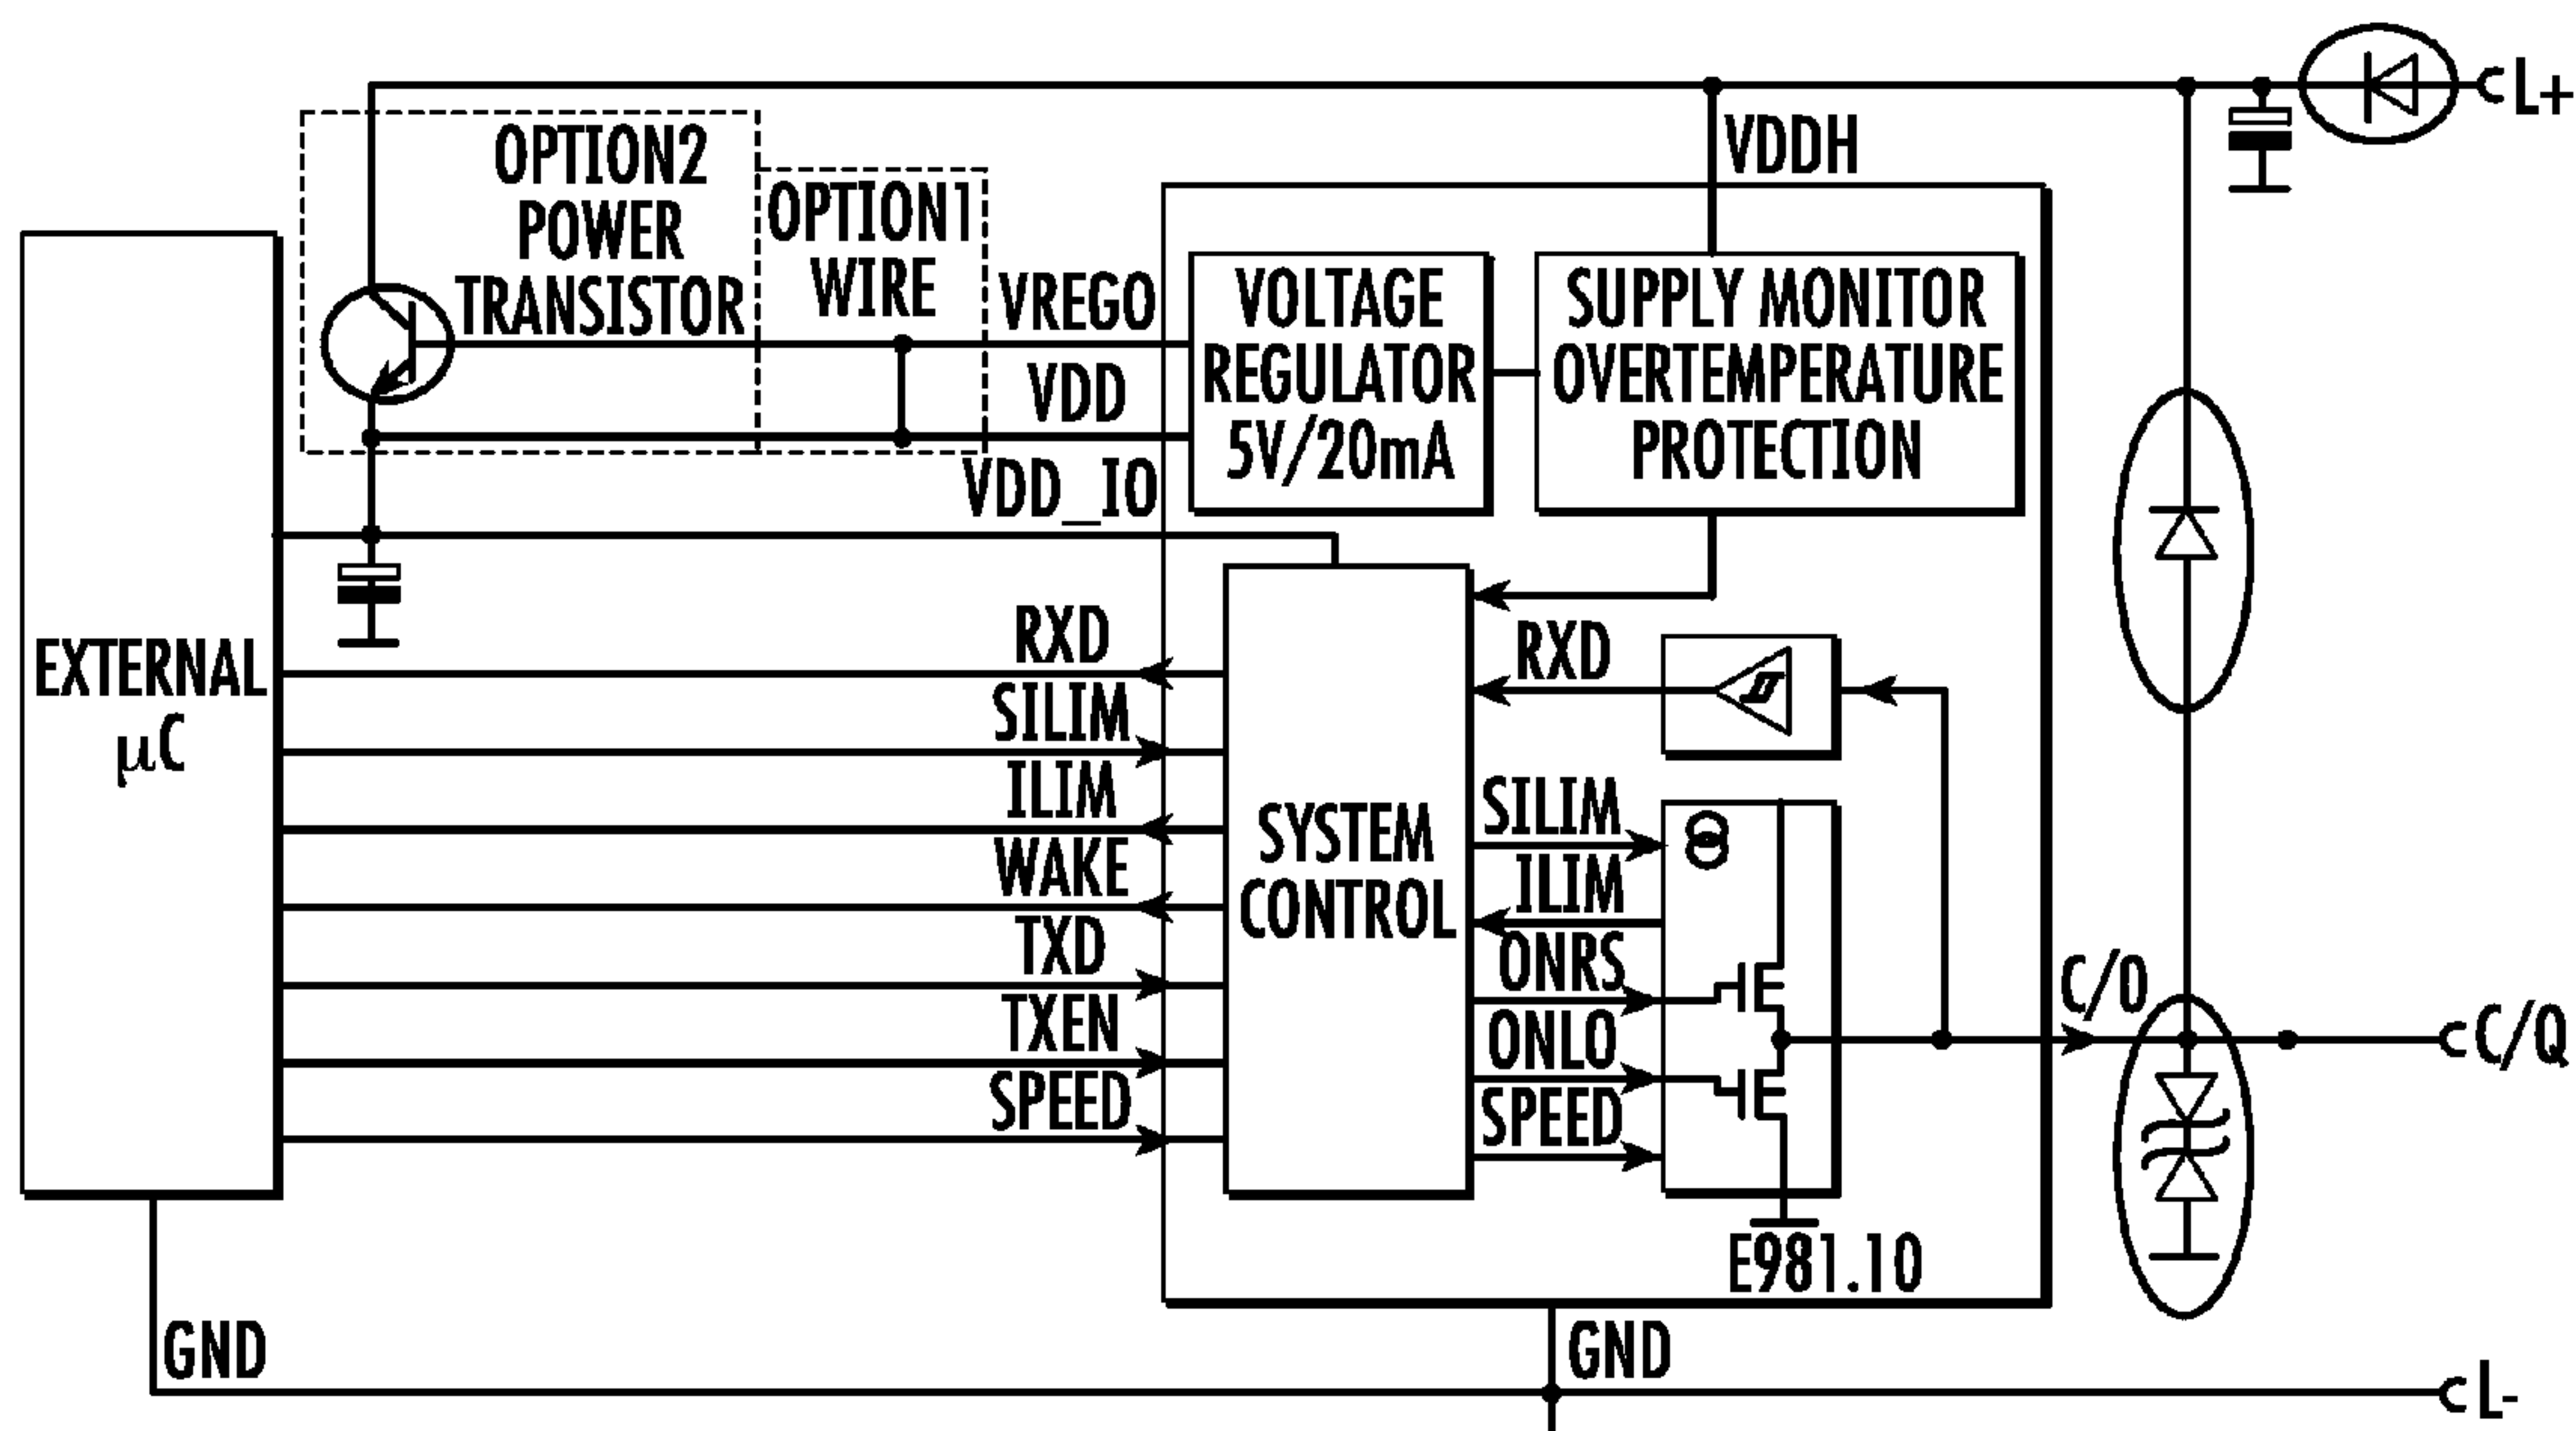 L+
VDDH
OPTION2
POWER
TRANSISTOR
OPTION1
WIRE
VREGO
VDD
VDD_IO
VOLTAGE
REGULATOR
5V/20mA
SUPPLY MONITOR
OVERTEMPERATURE
PROTECTION
EXTERNAL
µC
RXD
SILIM
ILIM
WAKE
TXD
TXEN
SPEED
SYSTEM
CONTROL
RXD
SILIM
ILIM
ONRS
ONLO
SPEED
C/O
C/Q
E981.10
GND
GND
L-